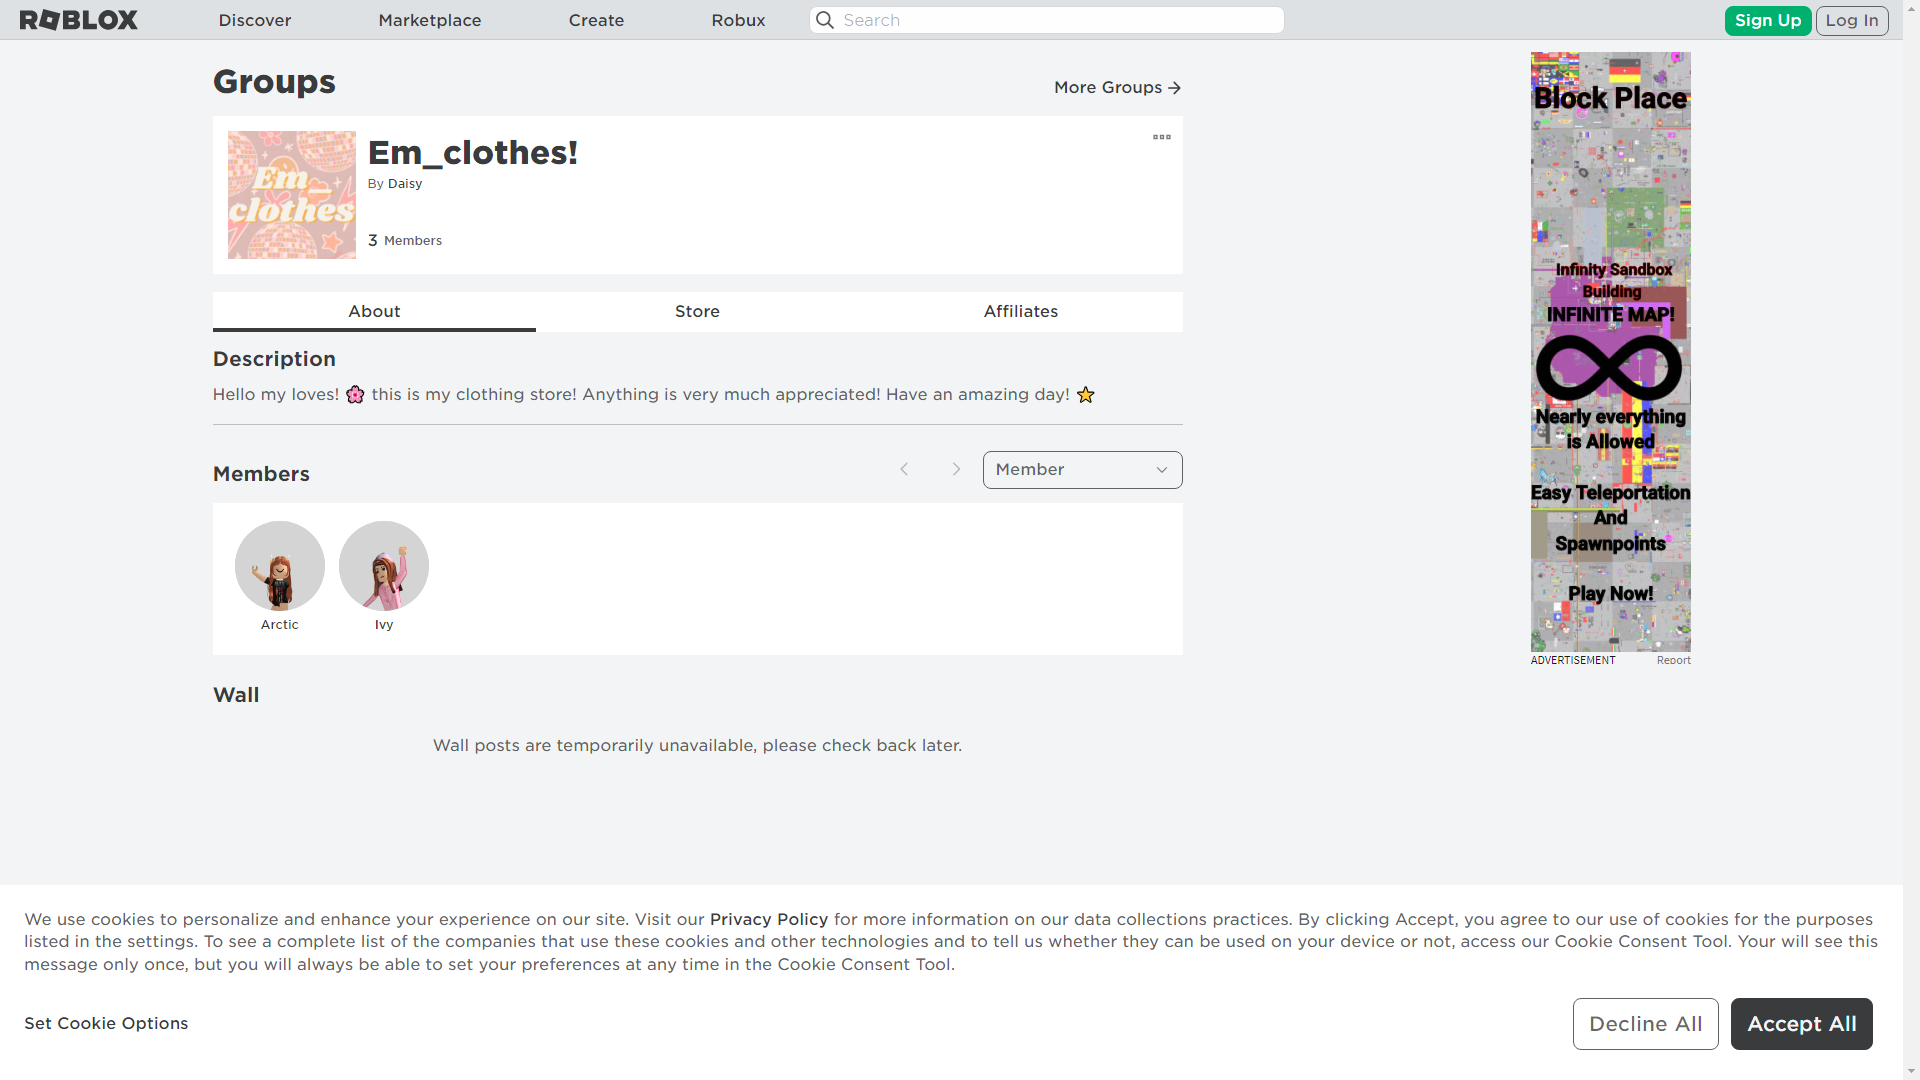 ROBLOX Discover Marketplace Create Robux Search Sign Up Log In
Groups
More Groups
Em_clothes!
By Daisy
3 Members
Em_
clothes
About Store Affiliates
Description
Hello my loves! 🌸 this is my clothing store! Anything is very much appreciated! Have an amazing day! ⭐
Members
Member
Arctic Ivy
Wall
Wall posts are temporarily unavailable, please check back later.
Block Place
Infinity Sandbox
Building
INFINITE MAP!
Nearly everything
is Allowed
Easy Teleportation
And
Spawnpoints
Play Now!
ADVERTISEMENT Report
We use cookies to personalize and enhance your experience on our site. Visit our Privacy Policy for more information on our data collections practices. By clicking Accept, you agree to our use of cookies for the purposes
listed in the settings. To see a complete list of the companies that use these cookies and other technologies and to tell us whether they can be used on your device or not, access our Cookie Consent Tool. Your will see this
message only once, but you will always be able to set your preferences at any time in the Cookie Consent Tool.
Set Cookie Options
Decline All
Accept All